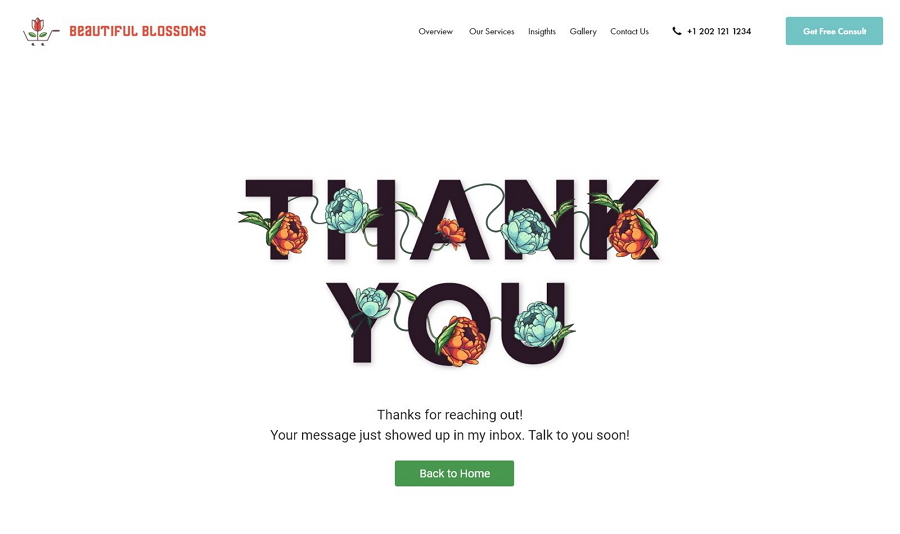 BEAUTIFUL BLOSSOMS
Overview
Our Services
Insigths
Gallery
Contact Us
+1 202 121 1234
Get Free Consult
THANK
YOU
Thanks for reaching out!
Your message just showed up in my inbox. Talk to you soon!
Back to Home